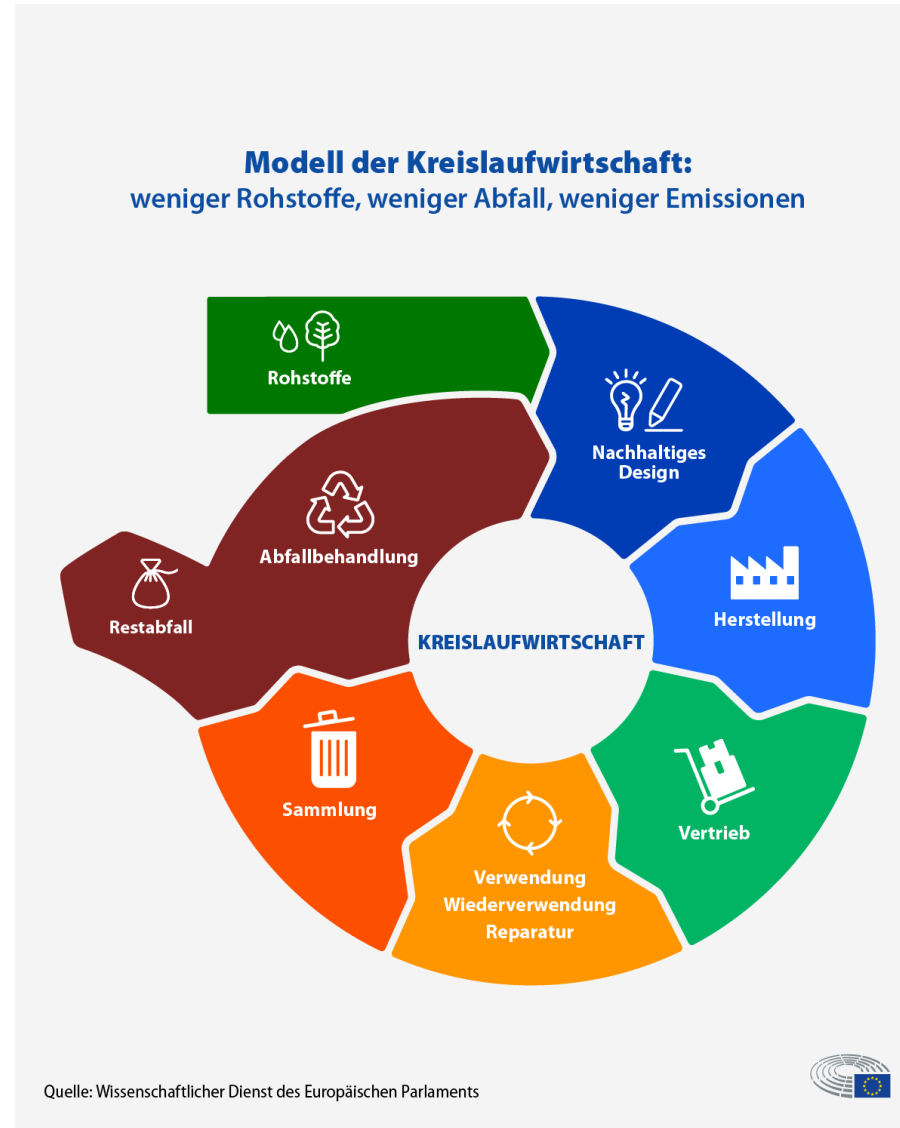 Modell der Kreislaufwirtschaft:
weniger Rohstoffe, weniger Abfall, weniger Emissionen
Rohstoffe
Nachhaltiges
Design
Herstellung
Vertrieb
Verwendung
Wiederverwendung
Reparatur
Sammlung
Abfallbehandlung
Restabfall
KREISLAUFWIRTSCHAFT
Quelle: Wissenschaftlicher Dienst des Europäischen Parlaments